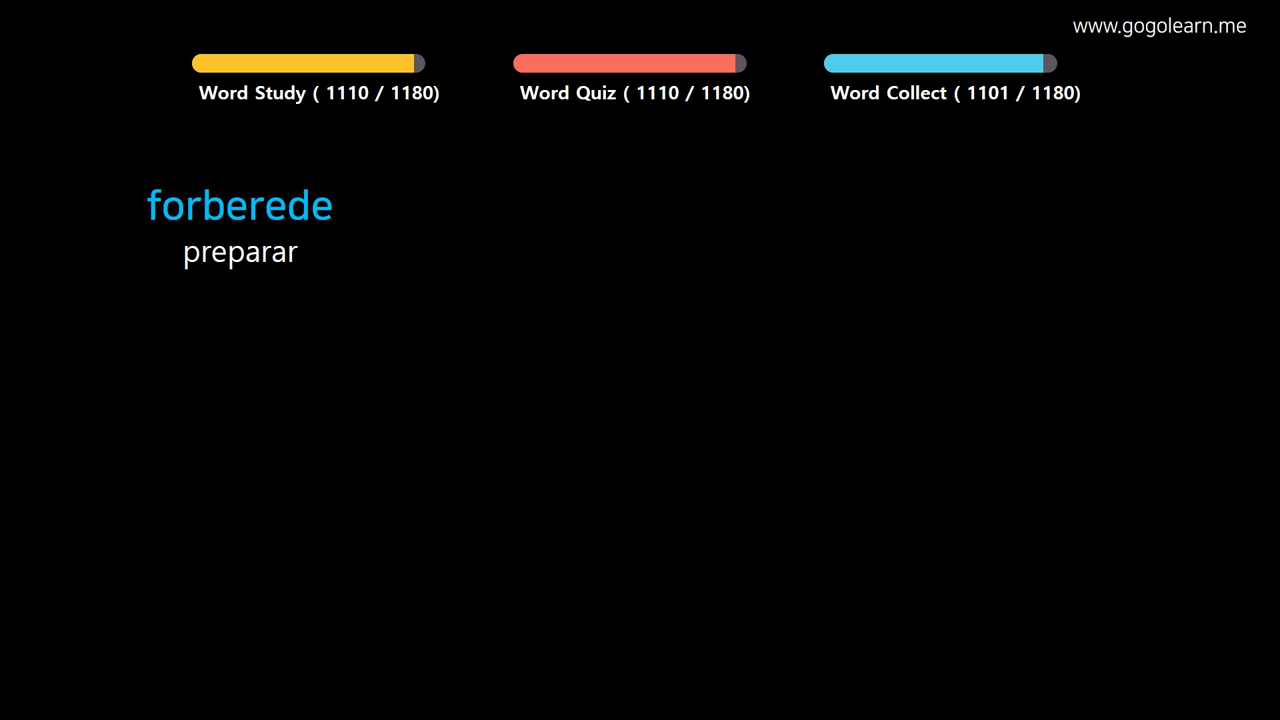 www.gogolearn.me
Word Study ( 1110 / 1180)
Word Quiz ( 1110 / 1180)
Word Collect ( 1101 / 1180)
forberede
preparar